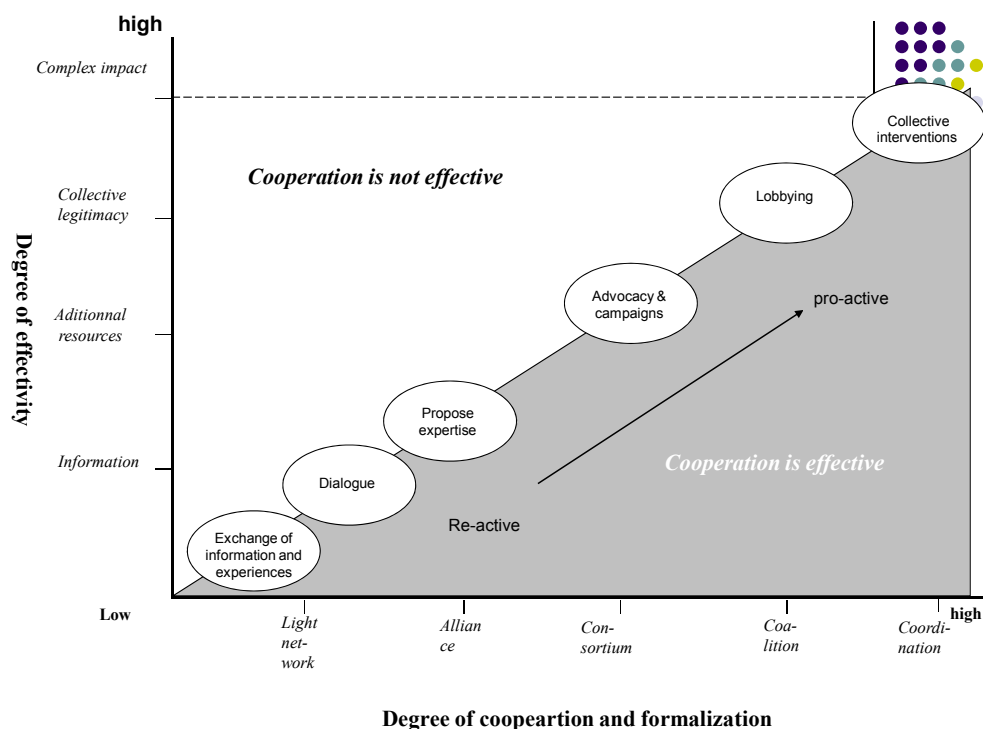 high
Complex impact
Collective
interventions
Cooperation is not effective
Collective
legitimacy
Lobbying
Degree of effectivity
Advocacy &
campaigns
pro-active
Aditionnal
resources
Propose
expertise
Information
Cooperation is effective
Dialogue
Re-active
Exchange of
information and
experiences
Low
high
Light
net-
work
Allian
ce
Con-
sortium
Coa-
lition
Coordi-
nation
Degree of coopeartion and formalization